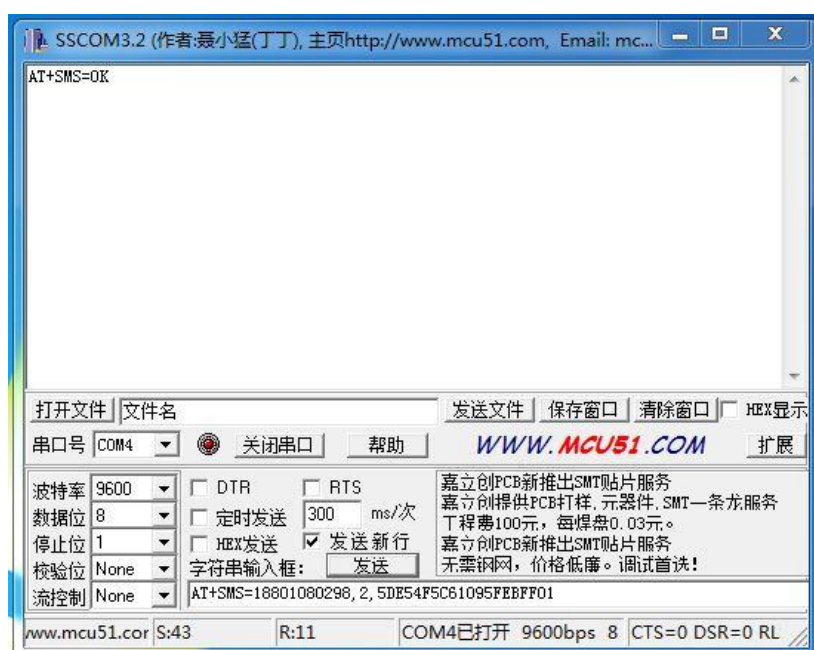 SSCOM3.2 (作者:聂小猛(丁丁), 主页http://www.mcu51.com, Email: mc...
AT+SMS=OK
打开文件 文件名 发送文件 保存窗口 清除窗口 HEX显示
串口号 COM4 关闭串口 帮助 WWW.MCU51.COM 扩展
波特率 9600 DTR RTS
数据位 8 定时发送 300 ms/次
停止位 1 HEX发送 发送新行
校验位 None 字符串输入框: 发送
流控制 None AT+SMS=18801080298,2,5DE54F5C61095FEBFF01
嘉立创PCB新推出SMT贴片服务
嘉立创提供PCB打样.元器件.SMT一条龙服务
工程费100元，每焊盘0.03元。
嘉立创PCB新推出SMT贴片服务
无需钢网，价格低廉。调试首选！
www.mcu51.cor S:43 R:11 COM4已打开 9600bps 8 CTS=0 DSR=0 RL